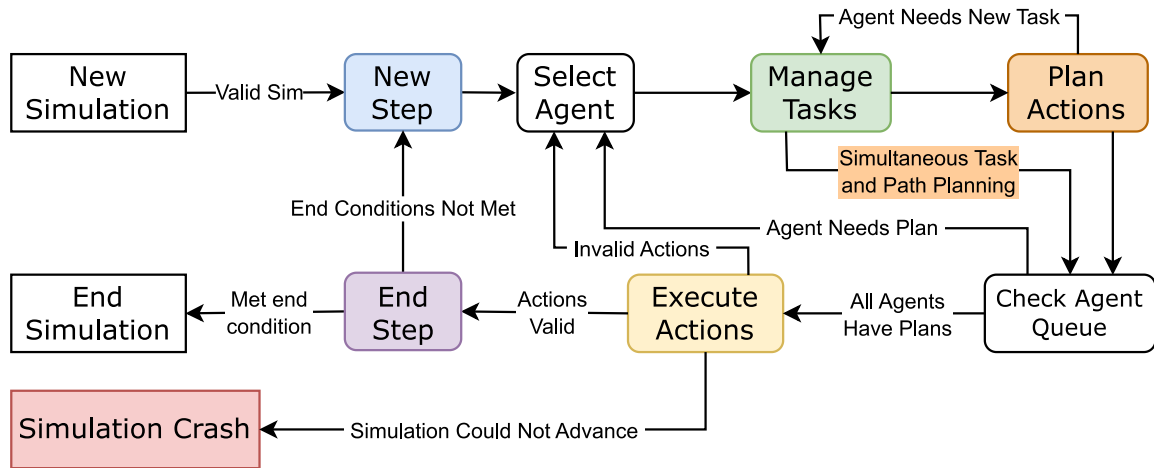 Agent Needs New Task
New
Simulation
Valid Sim
New
Step
Select
Agent
Manage
Tasks
Plan
Actions
Simultaneous Task
and Path Planning
End Conditions Not Met
Agent Needs Plan
Invalid Actions
End
Simulation
Met end
condition
End
Step
Actions
Valid
Execute
Actions
All Agents
Have Plans
Check Agent
Queue
Simulation Crash
Simulation Could Not Advance